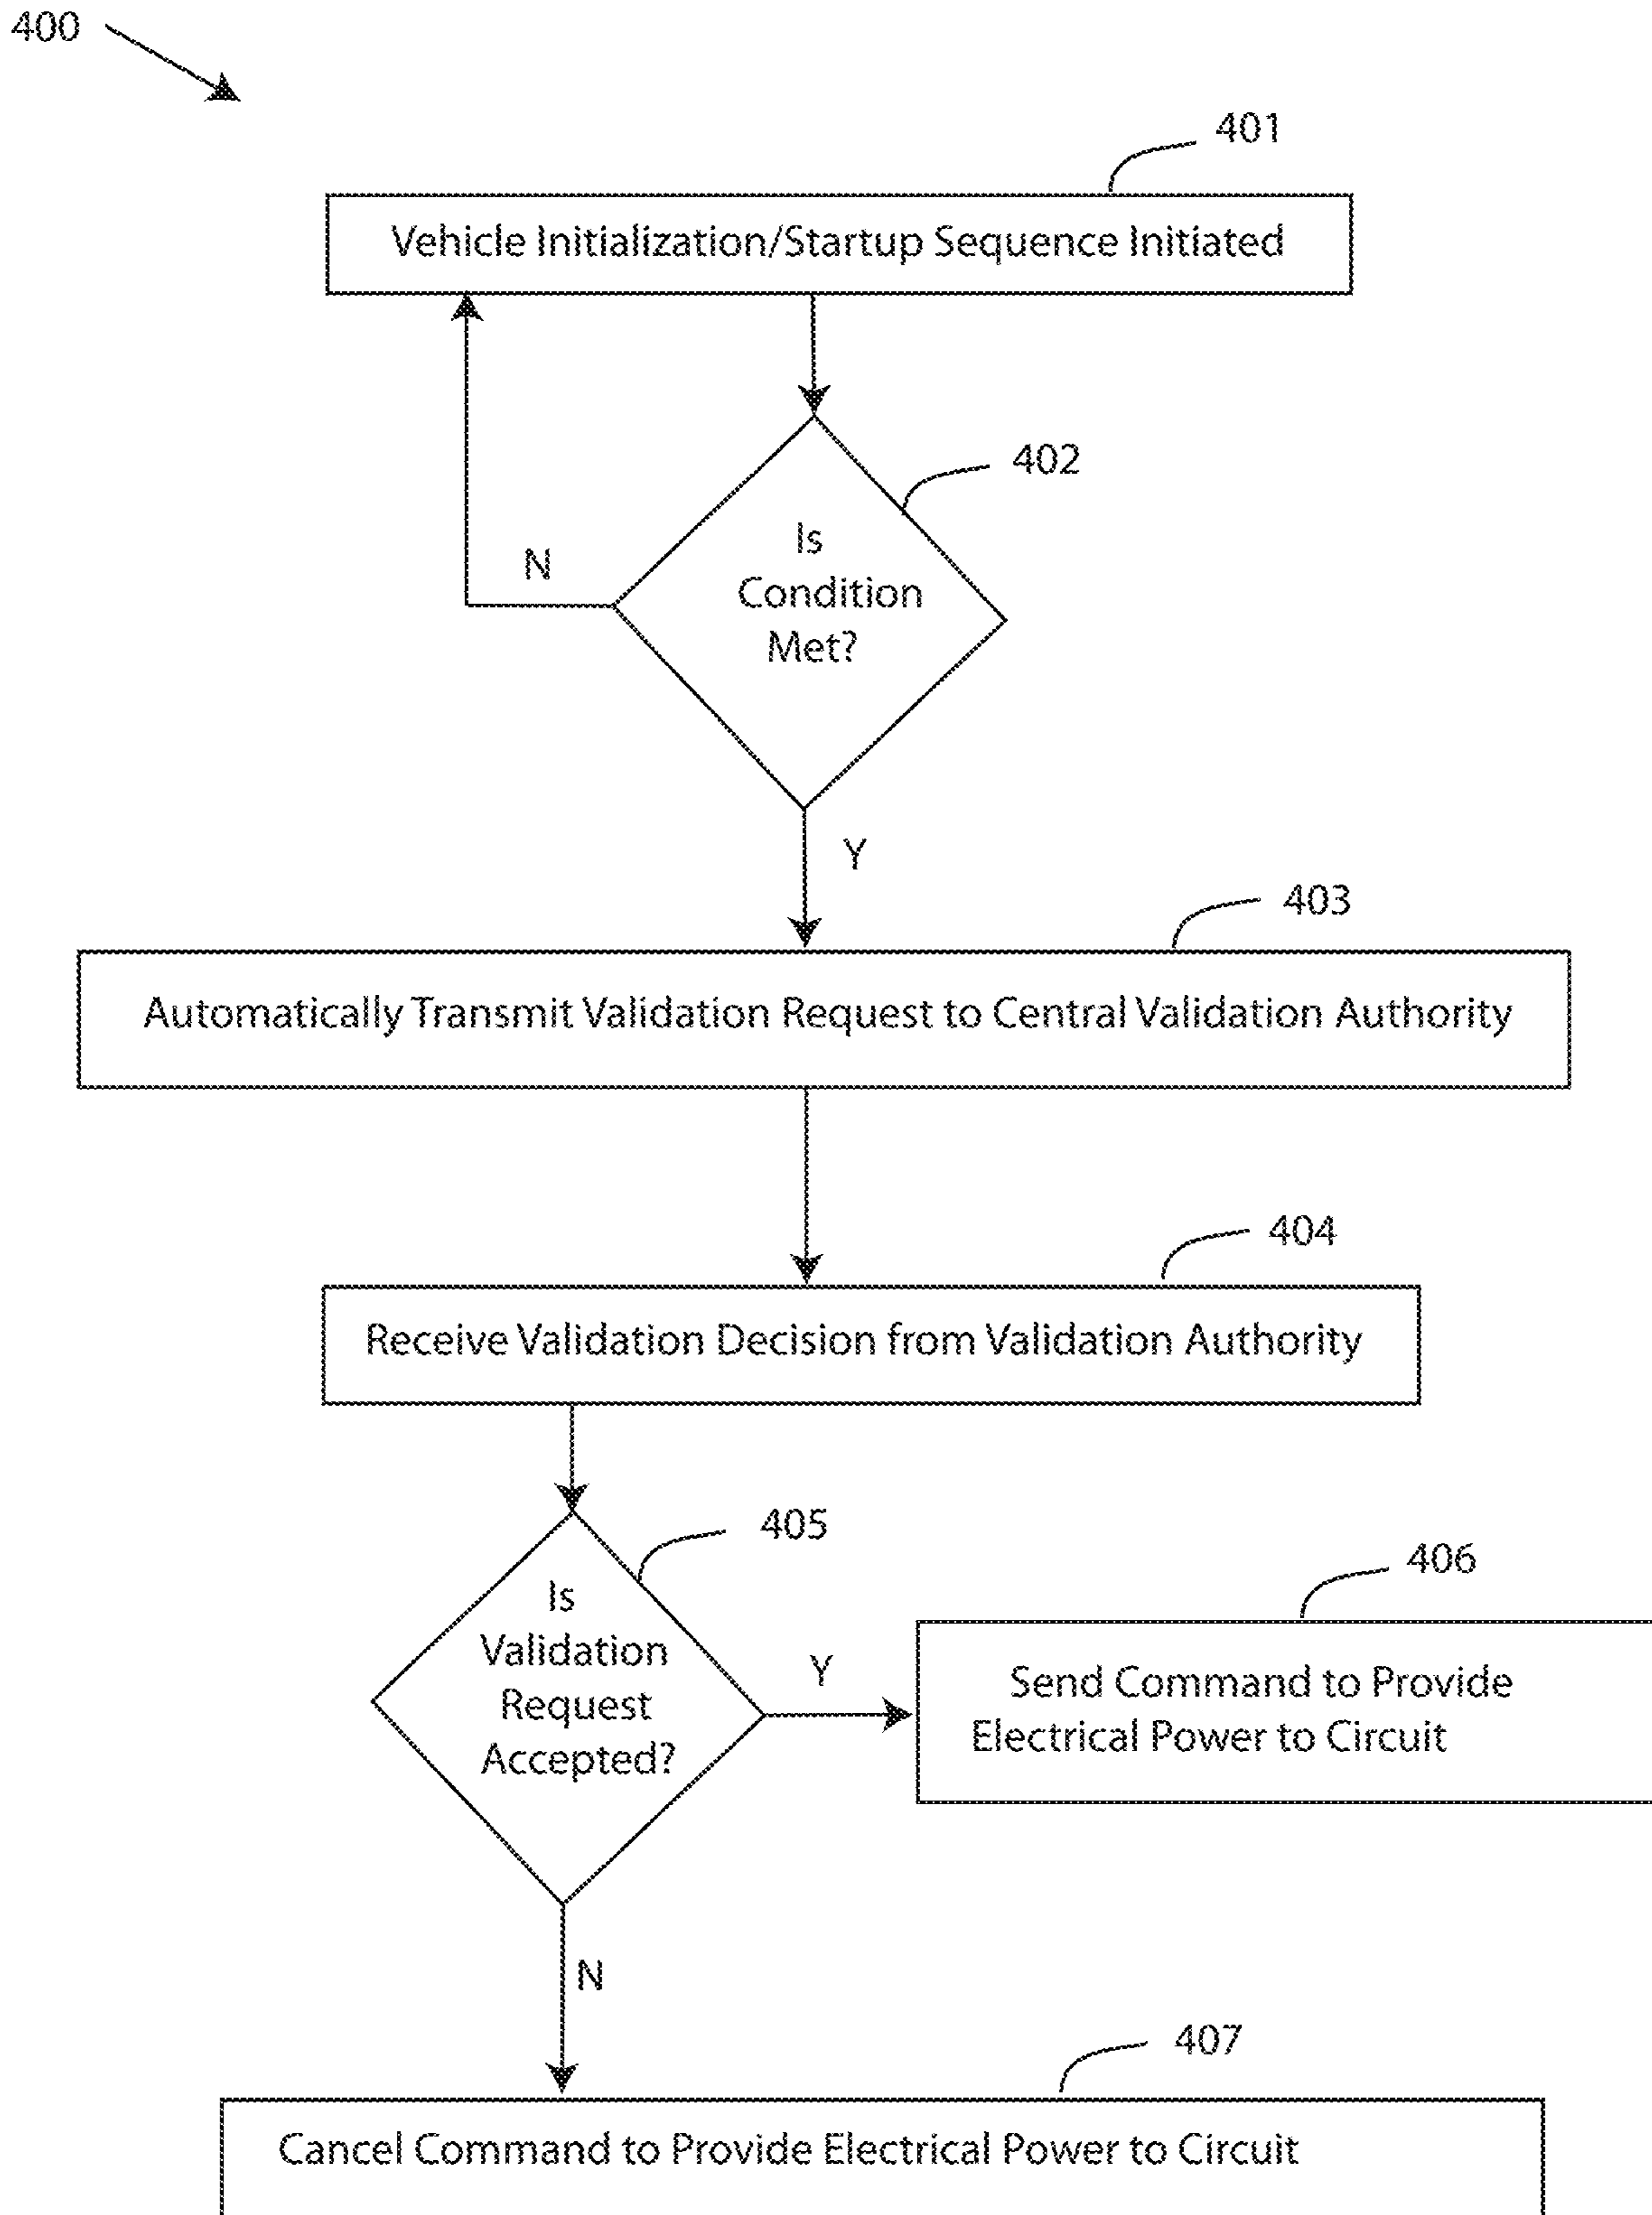 400
401
Vehicle Initialization/Startup Sequence Initiated
402
Is
Condition
Met?
N
Y
403
Automatically Transmit Validation Request to Central Validation Authority
404
Receive Validation Decision from Validation Authority
405
Is
Validation
Request
Accepted?
Y
406
Send Command to Provide
Electrical Power to Circuit
N
407
Cancel Command to Provide Electrical Power to Circuit